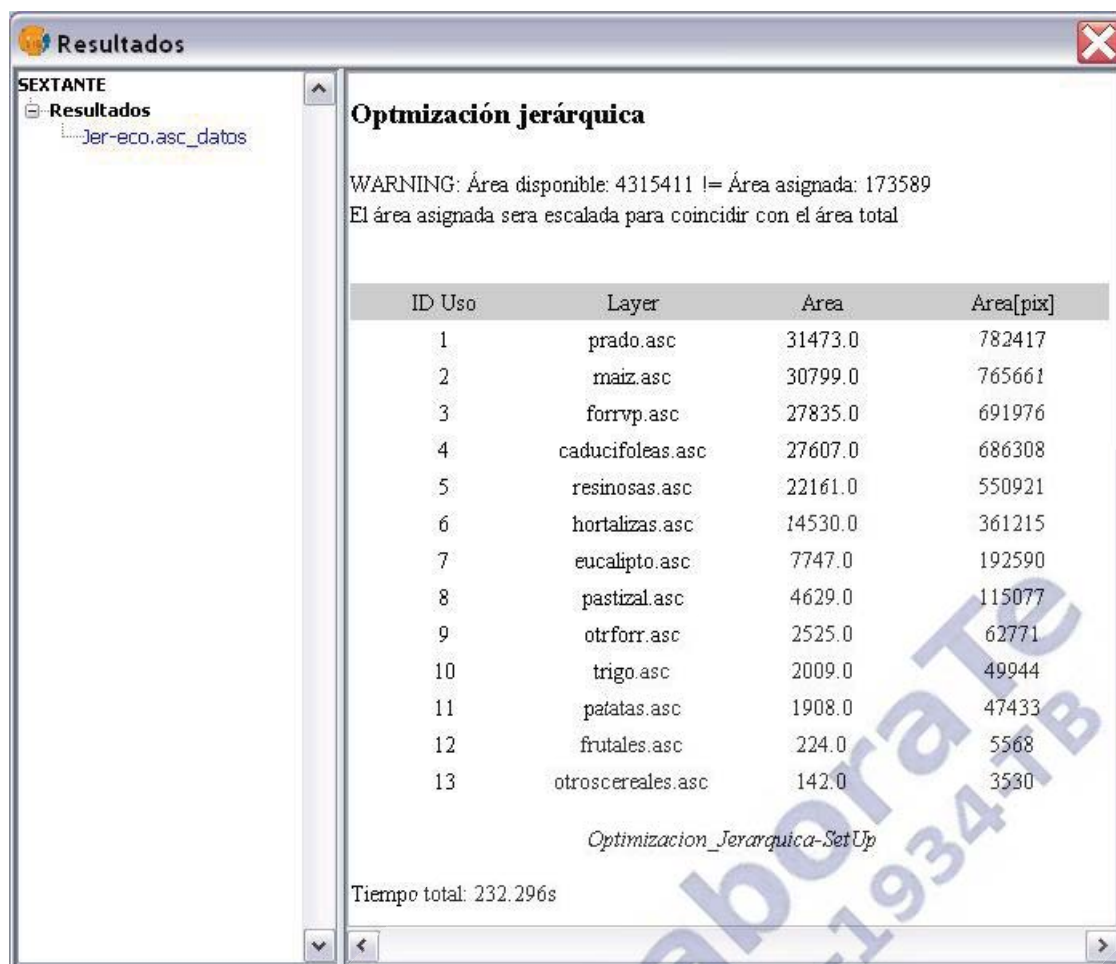 Resultados
SEXTANTE
Resultados
Jer-eco.asc_datos
Optmización jerárquica
WARNING: Área disponible: 4315411 != Área asignada: 173589
El área asignada sera escalada para coincidir con el área total
ID Uso Layer Area Area[pix]
1 prado.asc 31473.0 782417
2 maiz.asc 30799.0 765661
3 forrvp.asc 27835.0 691976
4 caducifoleas.asc 27607.0 686308
5 resinosas.asc 22161.0 550921
6 hortalizas.asc 14530.0 361215
7 eucalipto.asc 7747.0 192590
8 pastizal.asc 4629.0 115077
9 otrforr.asc 2525.0 62771
10 trigo.asc 2009.0 49944
11 patatas.asc 1908.0 47433
12 frutales.asc 224.0 5568
13 otroscereales.asc 142.0 3530
Optimizacion_Jerarquica-SetUp
Tiempo total: 232.296s
aboraTe
1934-TB